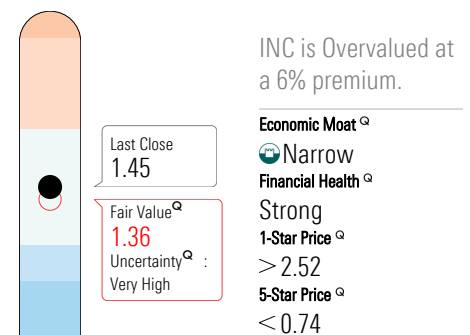 INC is Overvalued at
a 6% premium.
Last Close
1.45
Fair Value Q
1.36
Uncertainty Q :
Very High
Economic Moat Q
Narrow
Financial Health Q
Strong
1-Star Price Q
>2.52
5-Star Price Q
<0.74